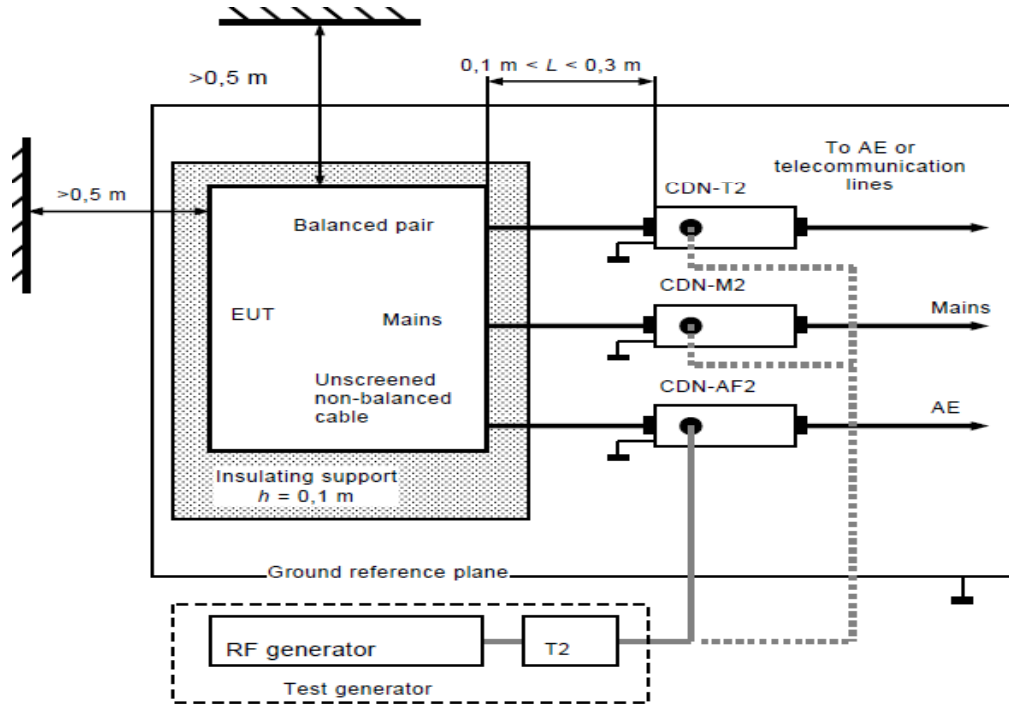 >0,5 m
0,1 m < L < 0,3 m
>0,5 m
To AE or
telecommunication
lines
CDN-T2
Balanced pair
CDN-M2
EUT
Mains
Mains
Unscreened
non-balanced
cable
CDN-AF2
AE
Insulating support
h = 0,1 m
Ground reference plane
RF generator
T2
Test generator